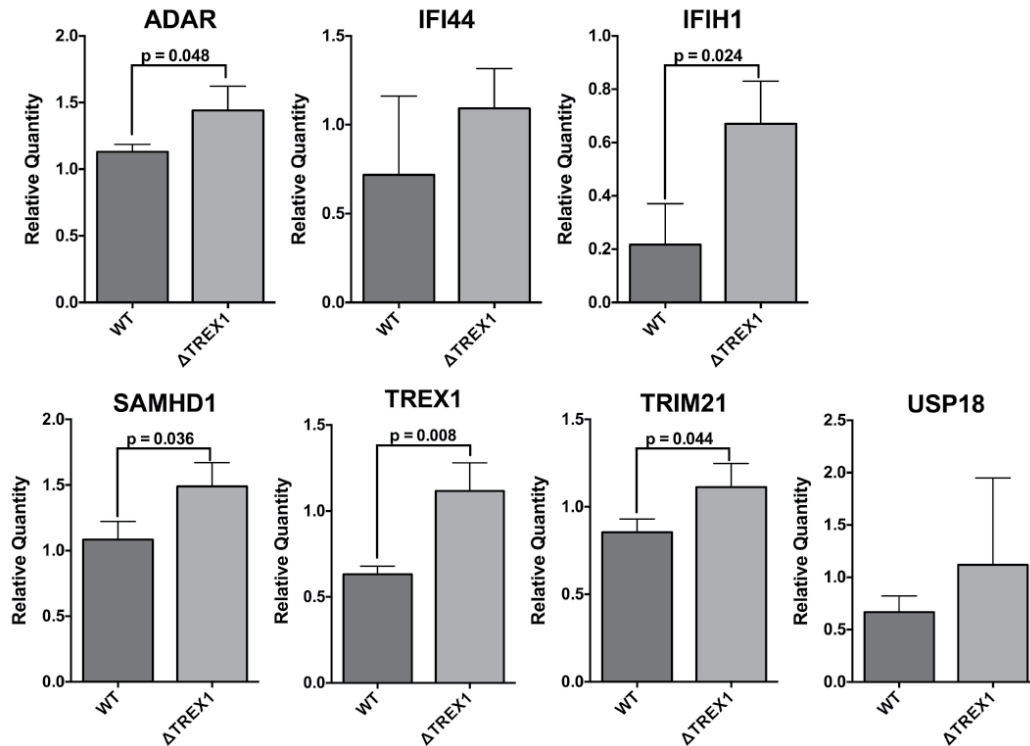 ADAR
Relative Quantity
2.0
1.5
1.0
0.5
0.0
p = 0.048
WT
ΔTREX1
IFI44
1.5
1.0
0.5
0.0
WT
ΔTREX1
IFIH1
Relative Quantity
1.0
0.8
0.6
0.4
0.2
0.0
p = 0.024
WT
ΔTREX1
SAMHD1
Relative Quantity
2.0
1.5
1.0
0.5
0.0
p = 0.036
WT
ΔTREX1
TREX1
Relative Quantity
1.5
1.0
0.5
0.0
p = 0.008
WT
ΔTREX1
TRIM21
Relative Quantity
1.5
1.0
0.5
0.0
p = 0.044
WT
ΔTREX1
USP18
Relative Quantity
2.5
2.0
1.5
1.0
0.5
0.0
WT
ΔTREX1